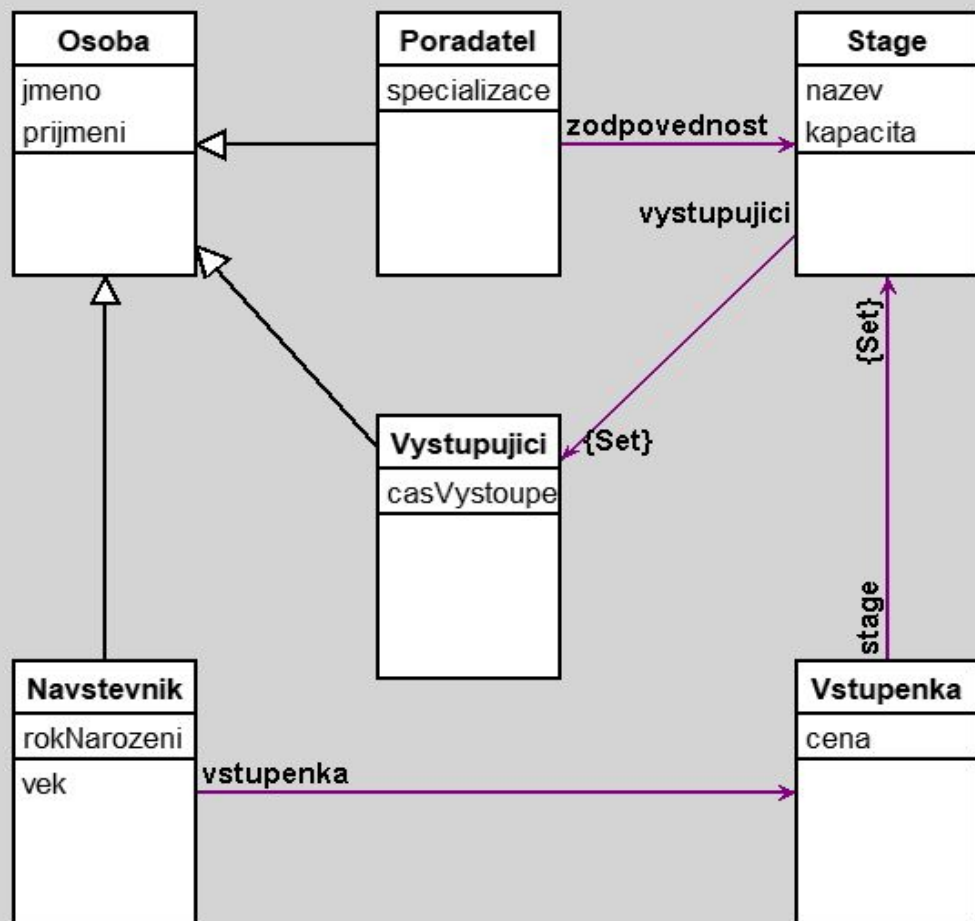 Osoba
jmeno
prijmeni
Poradatel
specializace
zodpovednost
Stage
nazev
kapacita
vystupujici
{Set}
Vystupujici
casVystoupe
{Set}
stage
Navstevnik
rokNarozeni
vek
vstupenka
Vstupenka
cena